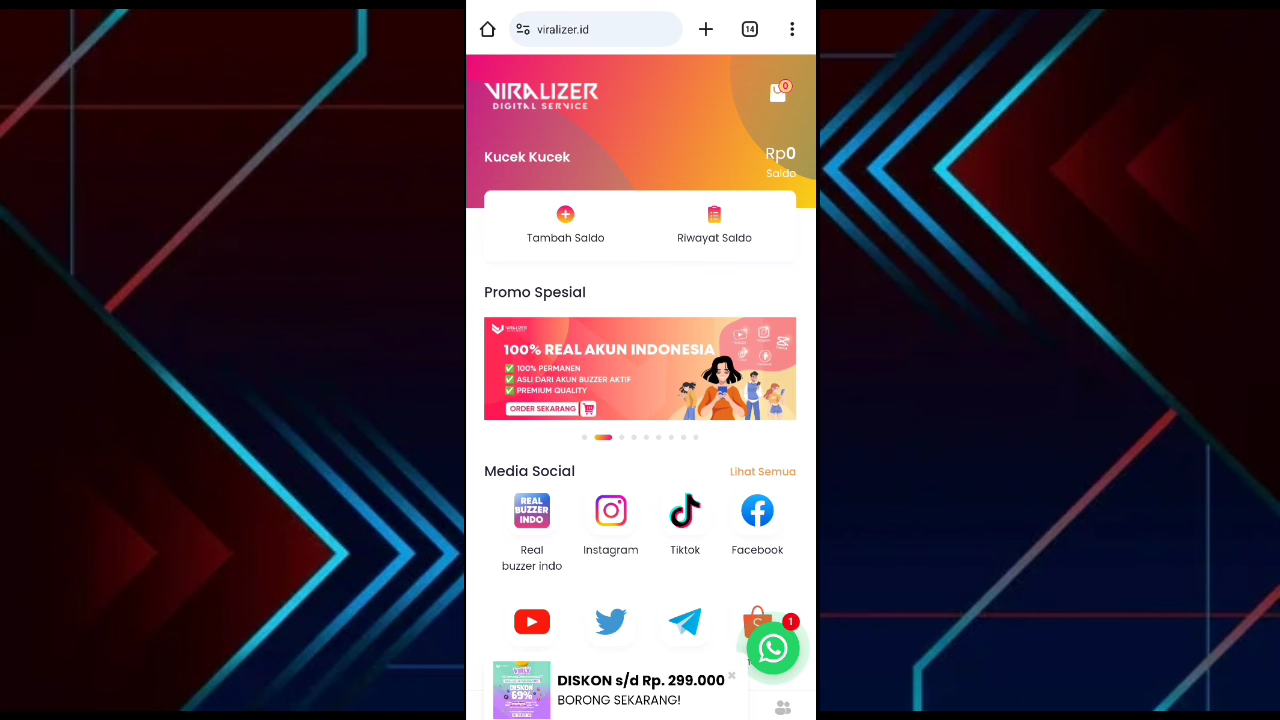 viralizer.id
14
VIRALIZER
DIGITAL SERVICE
0
Kucek Kucek
Rp0
Saldo
Tambah Saldo
Riwayat Saldo
Promo Spesial
100% REAL AKUN INDONESIA
100% PERMANEN
ASLI DARI AKUN BUZZER AKTIF
PREMIUM QUALITY
ORDER SEKARANG
Media Social
Lihat Semua
REAL
BUZZER
INDO
Real
buzzer indo
Instagram
Tiktok
Facebook
1
DISKON
69%
DISKON s/d Rp. 299.000
BORONG SEKARANG!